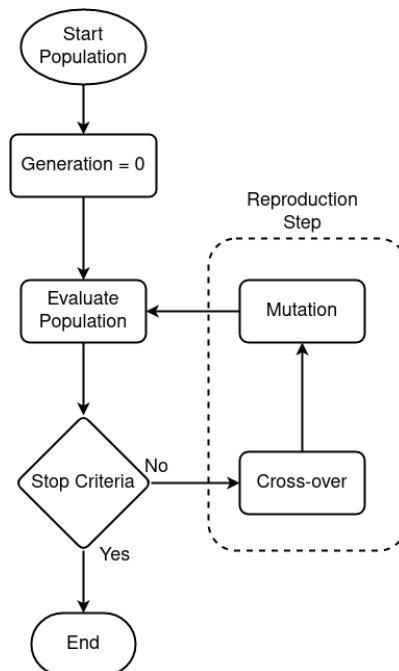 Start
Population
Generation = 0
Reproduction
Step
Evaluate
Population
Mutation
Stop Criteria
No
Cross-over
Yes
End